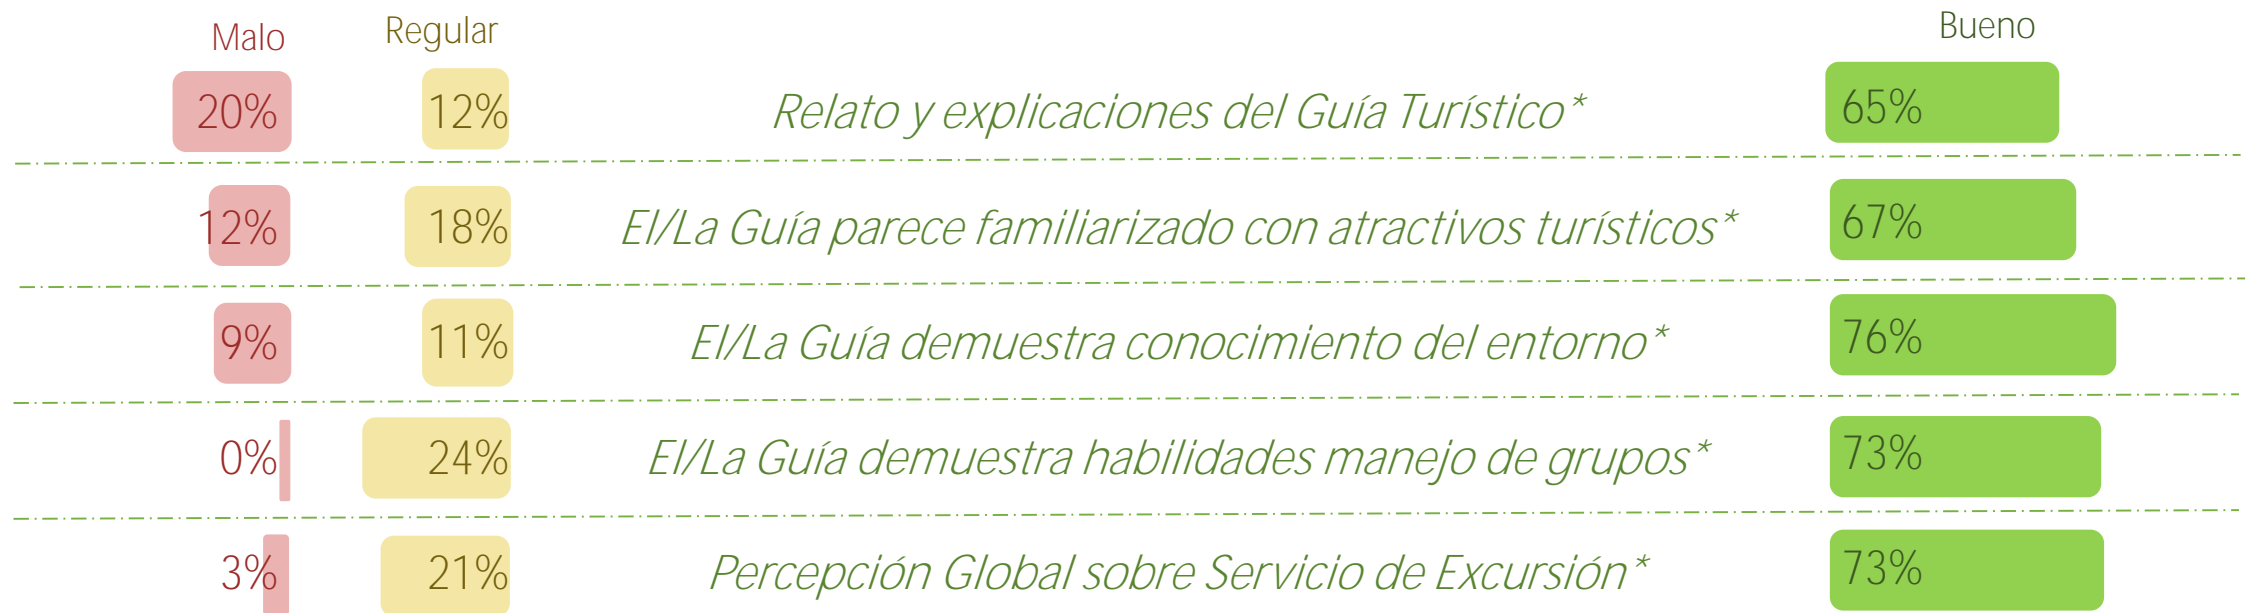 Malo Regular Bueno
20% 12% Relato y explicaciones del Guía Turístico* 65%
12% 18% El/La Guía parece familiarizado con atractivos turísticos* 67%
9% 11% El/La Guía demuestra conocimiento del entorno* 76%
0% 24% El/La Guía demuestra habilidades manejo de grupos* 73%
3% 21% Percepción Global sobre Servicio de Excursión* 73%